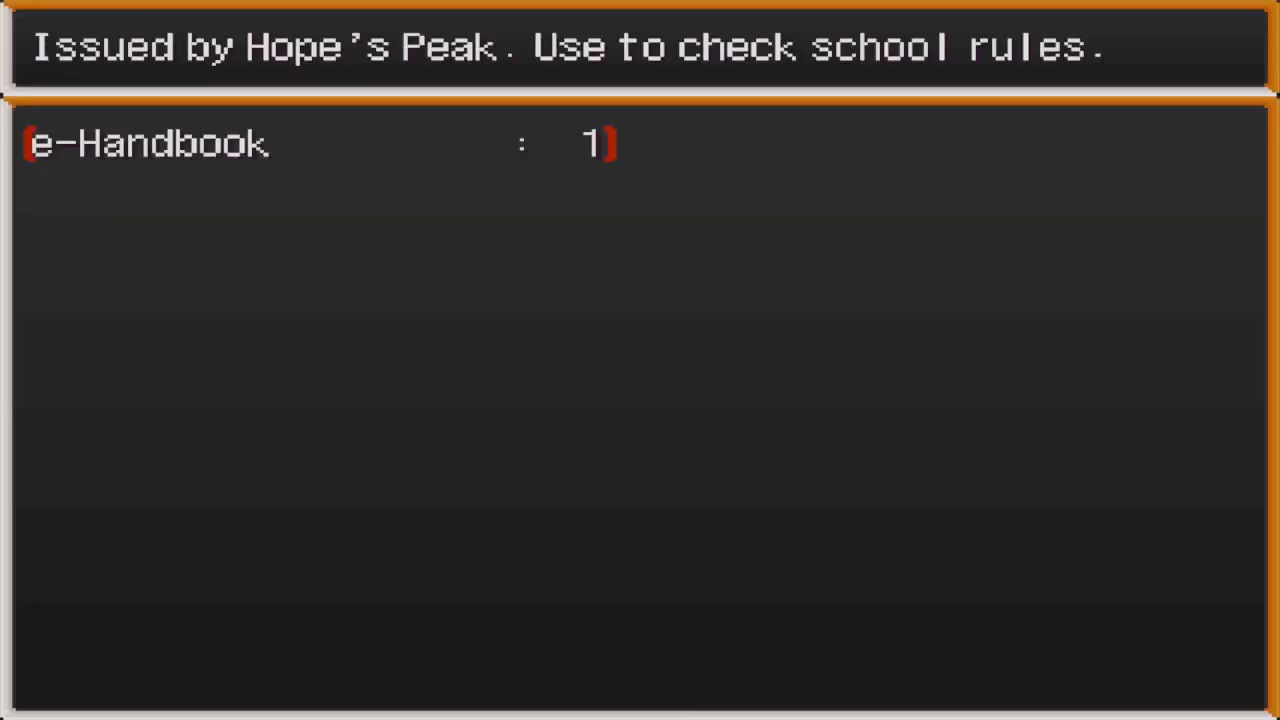 Issued by Hope's Peak. Use to check school rules.
e-Handbook : 1